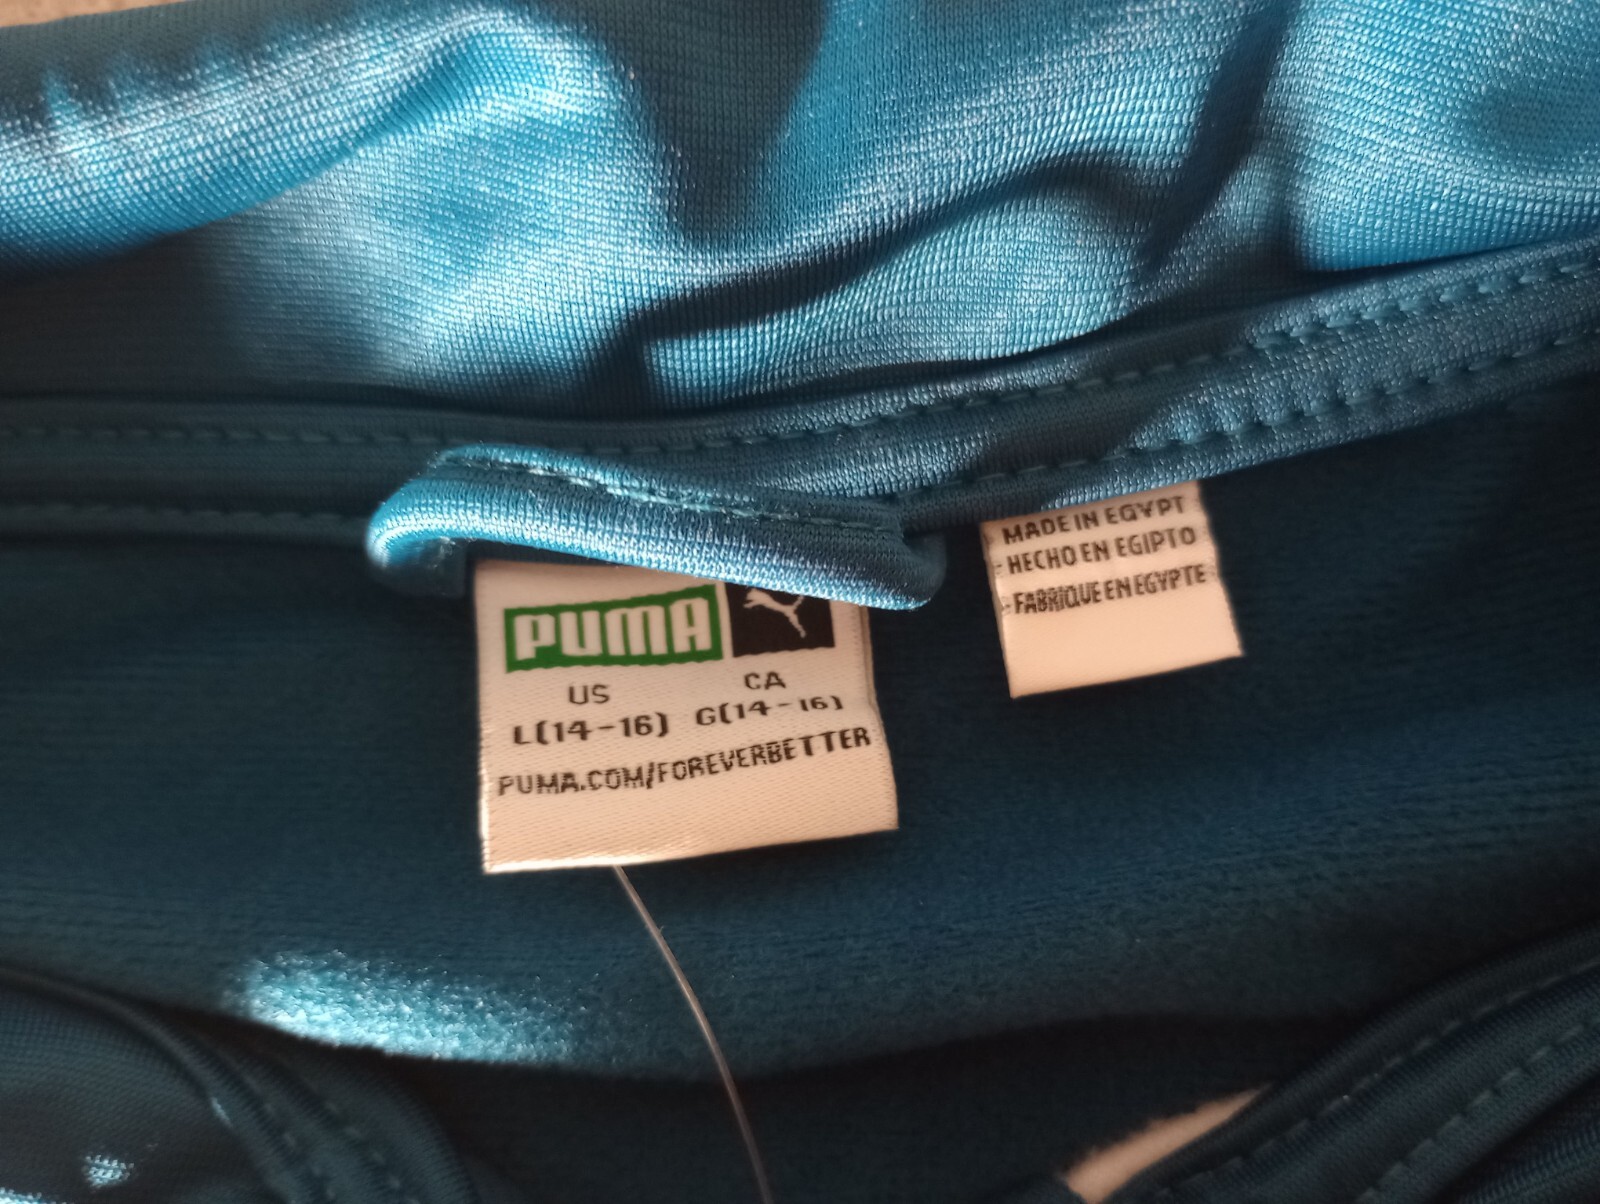 PUMA
US CA
L(14-16) G(14-16)
PUMA.COM/FOREVERBETTER
MADE IN EGYPT
- HECHO EN EGIPTO
- FABRIQUE EN EGYPTE